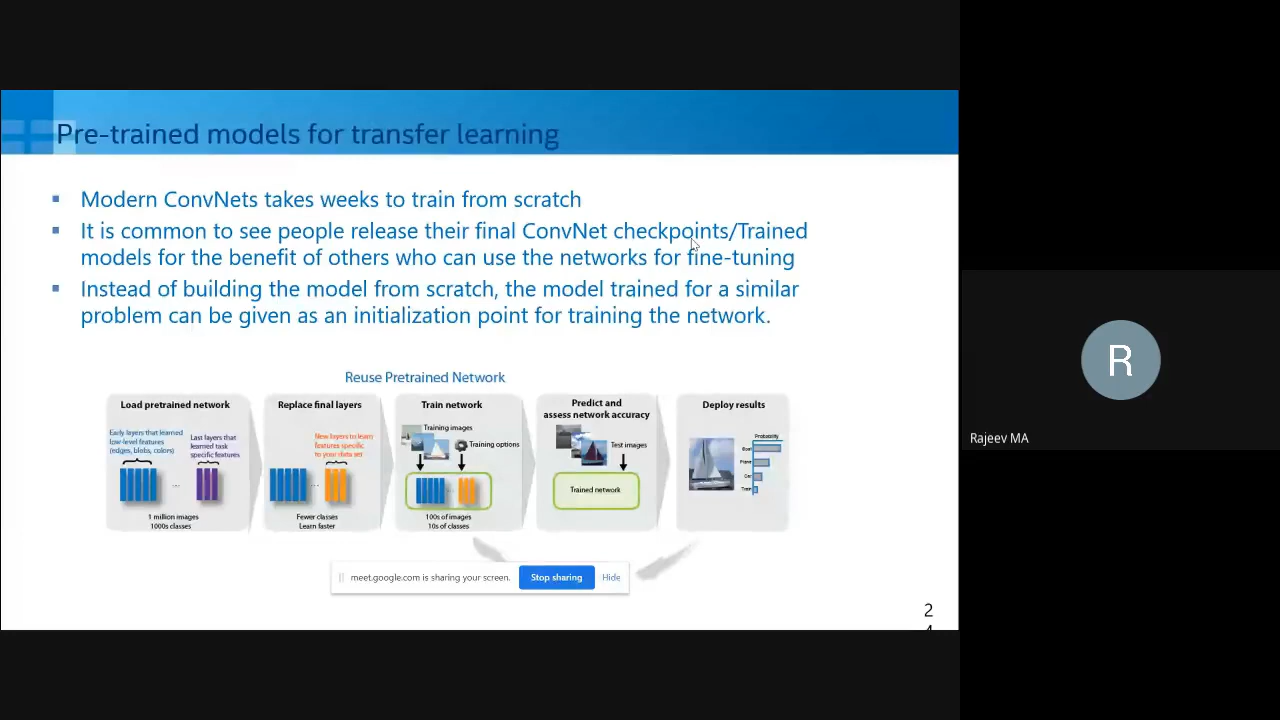 Pre-trained models for transfer learning
Modern ConvNets takes weeks to train from scratch
It is common to see people release their final ConvNet checkpoints/Trained
models for the benefit of others who can use the networks for fine-tuning
Instead of building the model from scratch, the model trained for a similar
problem can be given as an initialization point for training the network.
Reuse Pretrained Network
Load pretrained network
Early layers that learned
low-level features
(edges, blobs, colors)
Last layers that
learned task
specific features
...
1 million images
1000s classes
Replace final layers
New layers to learn
features specific
to your data set
...
Fewer classes
Learn faster
Train network
Training images
Training options
100s of images
10s of classes
Predict and
assess network accuracy
Test images
Trained network
Deploy results
Probability
Boat
Plane
Car
Train
meet.google.com is sharing your screen.
Stop sharing
Hide
2
R
Rajeev MA